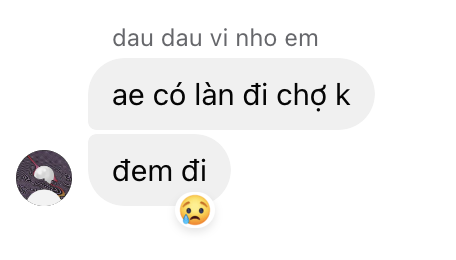 dau dau vi nho em
ae có làn đi chợ k
đem đi